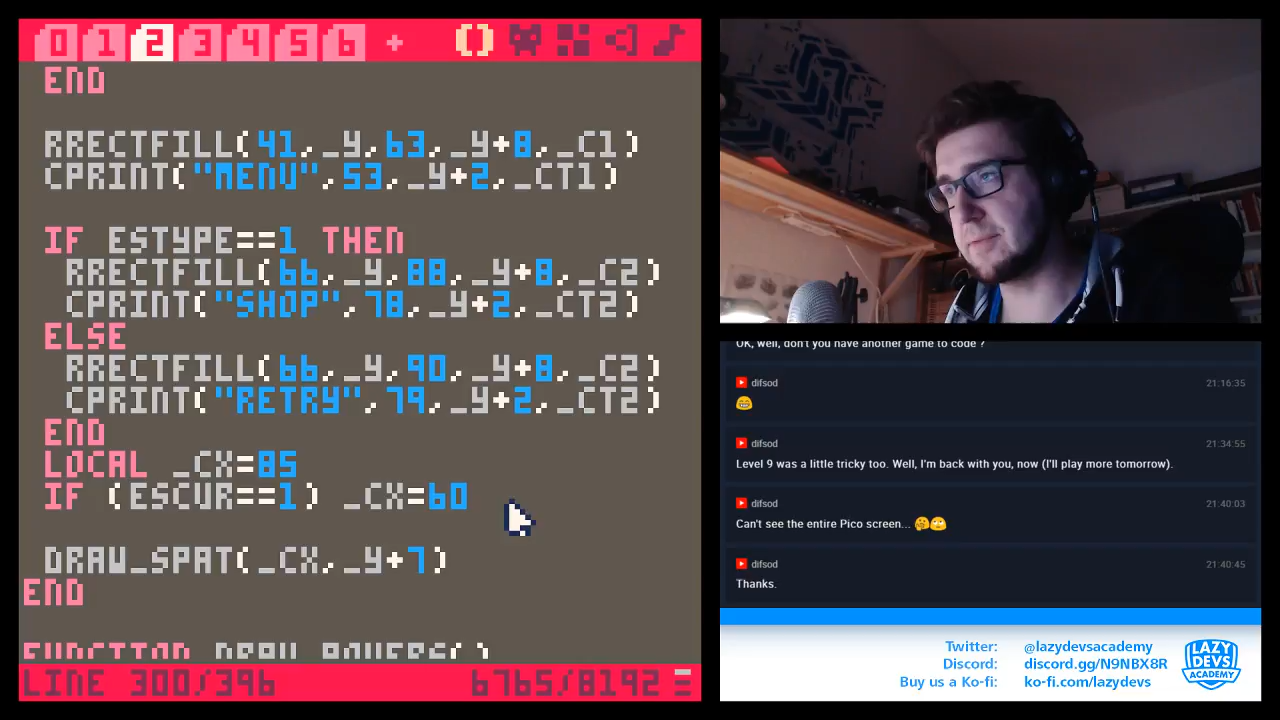 0 1 2 3 4 5 6 +
END
RRECTFILL(41,_Y,63,_Y+8,_C1)
CPRINT("MENU",53,_Y+2,_CT1)
IF ESTYPE==1 THEN
RRECTFILL(66,_Y,88,_Y+8,_C2)
CPRINT("SHOP",78,_Y+2,_CT2)
ELSE
RRECTFILL(66,_Y,90,_Y+8,_C2)
CPRINT("RETRY",79,_Y+2,_CT2)
END
LOCAL _CX=85
IF (ESCUR==1) _CX=60
DRAW_SPAT(_CX,_Y+7)
END
FUNCTION
LINE 300/396 6765/8192
OK, well, don't you have another game to code ?
difsod 21:16:35
😂
difsod 21:34:55
Level 9 was a little tricky too. Well, I'm back with you, now (I'll play more tomorrow).
difsod 21:40:03
Can't see the entire Pico screen... 🤔🙄
difsod 21:40:45
Thanks.
Twitter: @lazydevsacademy
Discord: discord.gg/N9NBX8R
Buy us a Ko-fi: ko-fi.com/lazydevs
LAZY DEVS ACADEMY